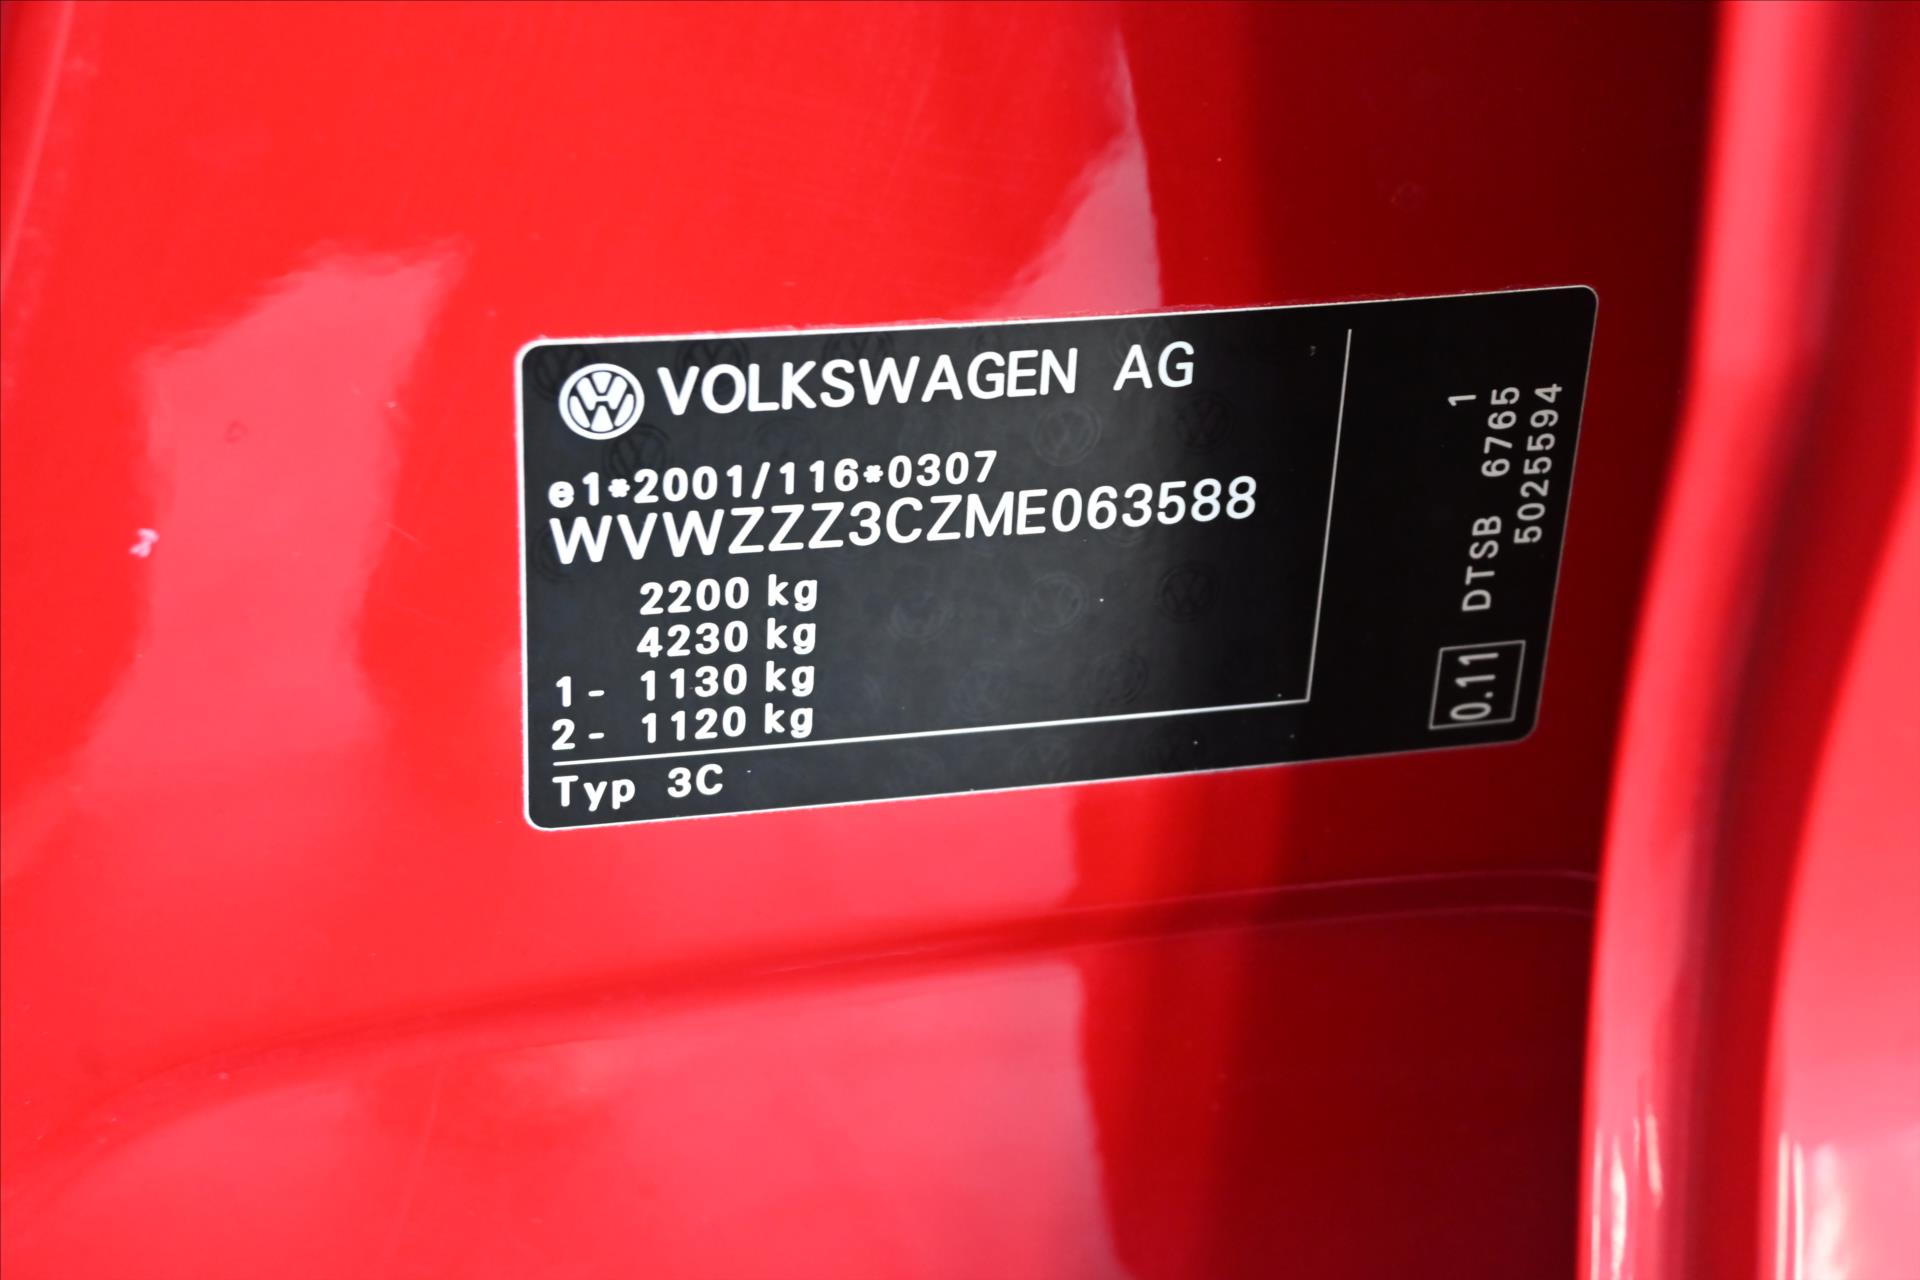 VOLKSWAGEN AG
e1*2001/116*0307
WVWZZZ3CZME063588
2200 kg
4230 kg
1- 1130 kg
2- 1120 kg
Typ 3C
0.11 DTSB 6765 1
5025594